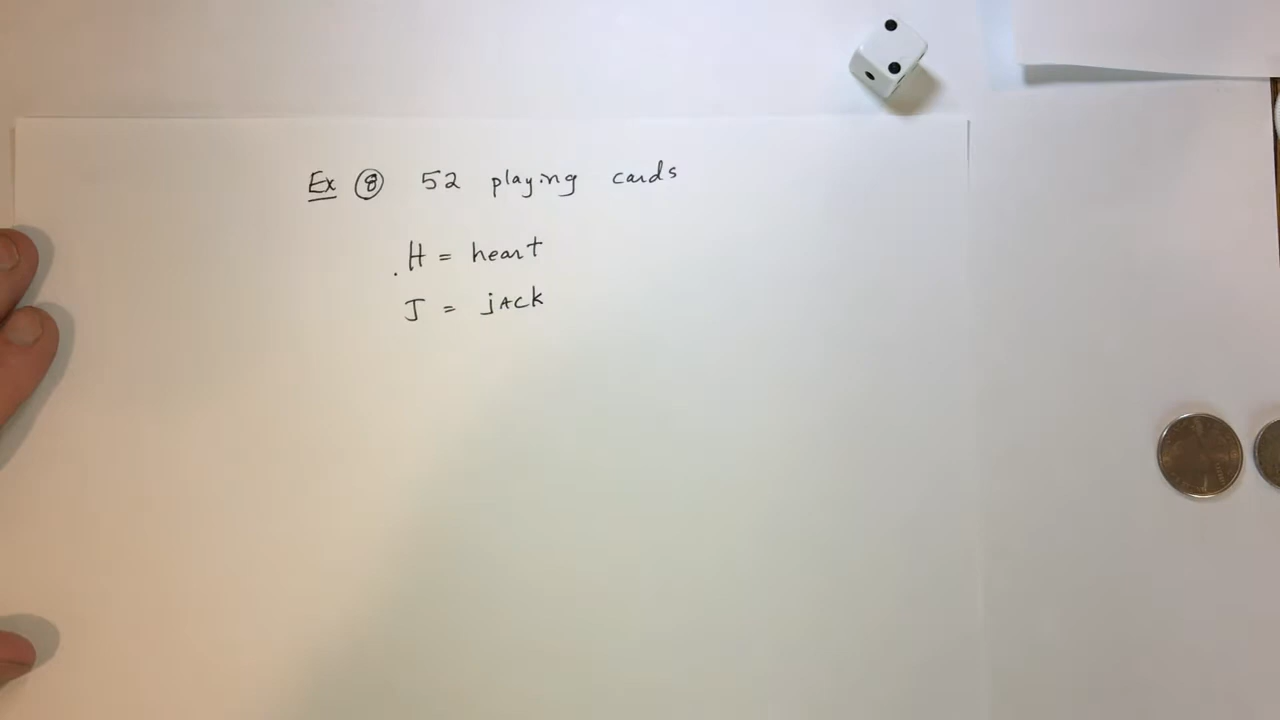 Ex ⑧ 52 playing cards
H = heart
J = jack